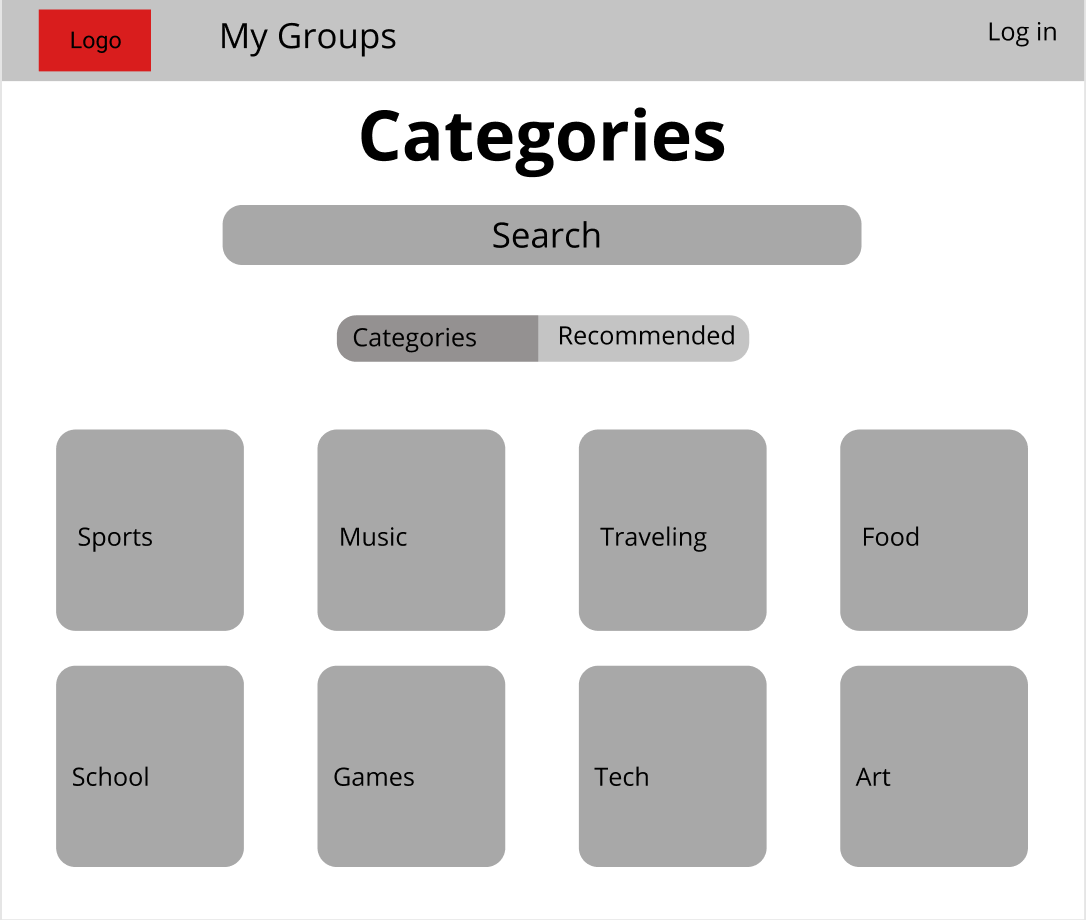 Logo
My Groups
Log in
Categories
Search
Categories
Recommended
Sports
Music
Traveling
Food
School
Games
Tech
Art